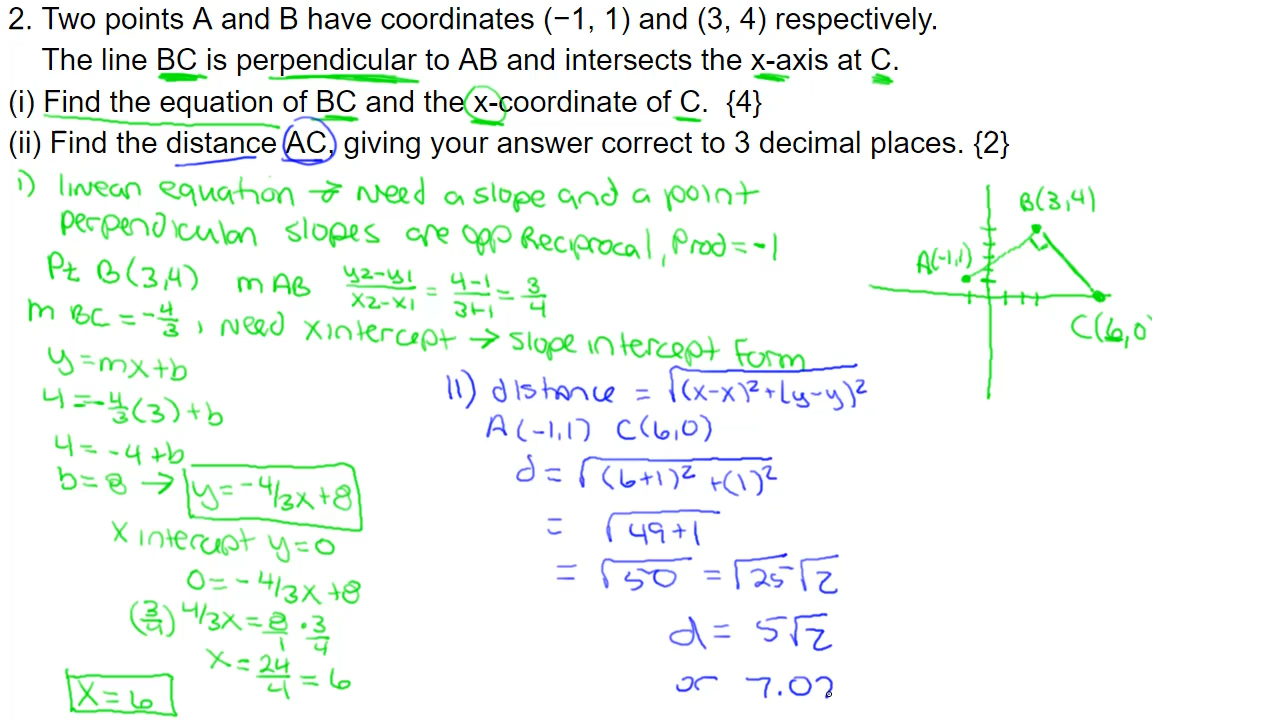 2. Two points A and B have coordinates (−1, 1) and (3, 4) respectively.
The line BC is perpendicular to AB and intersects the x-axis at C.
(i) Find the equation of BC and the x-coordinate of C. {4}
(ii) Find the distance AC, giving your answer correct to 3 decimal places. {2}
i) linear equation → Need a slope and a point
perpendicular slopes are opp Reciprocal, Prod = -1
Pt B(3,4) m AB y2-y1/x2-x1 = 4-1/3+1 = 3/4
m BC = -4/3, need x intercept → slope intercept Form
y = mx+b
4 = -4/3(3)+b
4 = -4+b
b = 8 → y = -4/3x+8
x intercept y=0
0 = -4/3x+8
(3/4) 4/3x = 8/1 · 3/4
x = 24/4 = 6
x = 6
B(3,4)
A(-1,1)
C(6,0
11) distance = √(x-x)²+(y-y)²
A(-1,1) C(6,0)
d = √(6+1)²+(1)²
= √49+1
= √50 = √25 √2
d = 5√2
or 7.07